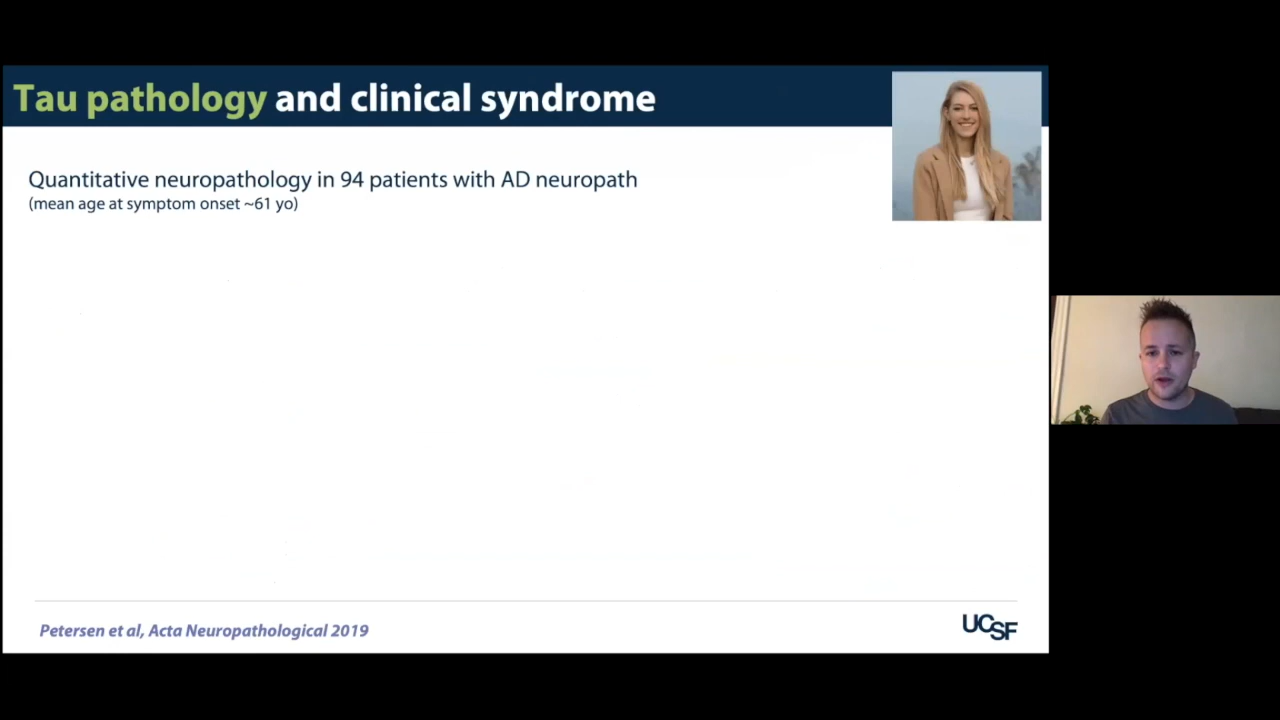 Tau pathology and clinical syndrome
Quantitative neuropathology in 94 patients with AD neuropath
(mean age at symptom onset ~61 yo)
Petersen et al, Acta Neuropathological 2019
UCSF